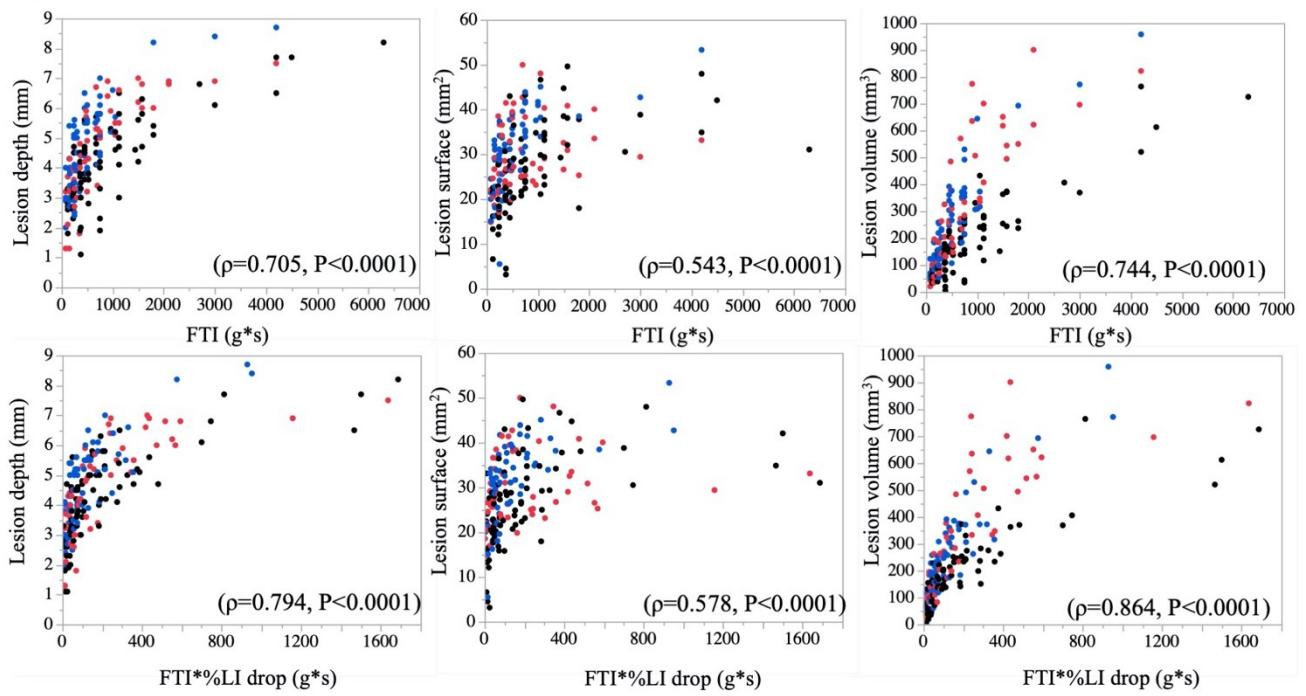 Lesion depth (mm)
9
8
7
6
5
4
3
2
1
0
(ρ=0.705, P<0.0001)
0 1000 2000 3000 4000 5000 6000 7000
FTI (g*s)
Lesion surface (mm²)
60
50
40
30
20
10
0
(ρ=0.543, P<0.0001)
0 1000 2000 3000 4000 5000 6000 7000
FTI (g*s)
Lesion volume (mm³)
1000
900
800
700
600
500
400
300
200
100
0
(ρ=0.744, P<0.0001)
0 1000 2000 3000 4000 5000 6000 7000
FTI (g*s)
Lesion depth (mm)
9
8
7
6
5
4
3
2
1
0
(ρ=0.794, P<0.0001)
0 400 800 1200 1600
FTI*%LI drop (g*s)
Lesion surface (mm²)
60
50
40
30
20
10
0
(ρ=0.578, P<0.0001)
0 400 800 1200 1600
FTI*%LI drop (g*s)
Lesion volume (mm³)
1000
900
800
700
600
500
400
300
200
100
0
(ρ=0.864, P<0.0001)
0 400 800 1200 1600
FTI*%LI drop (g*s)